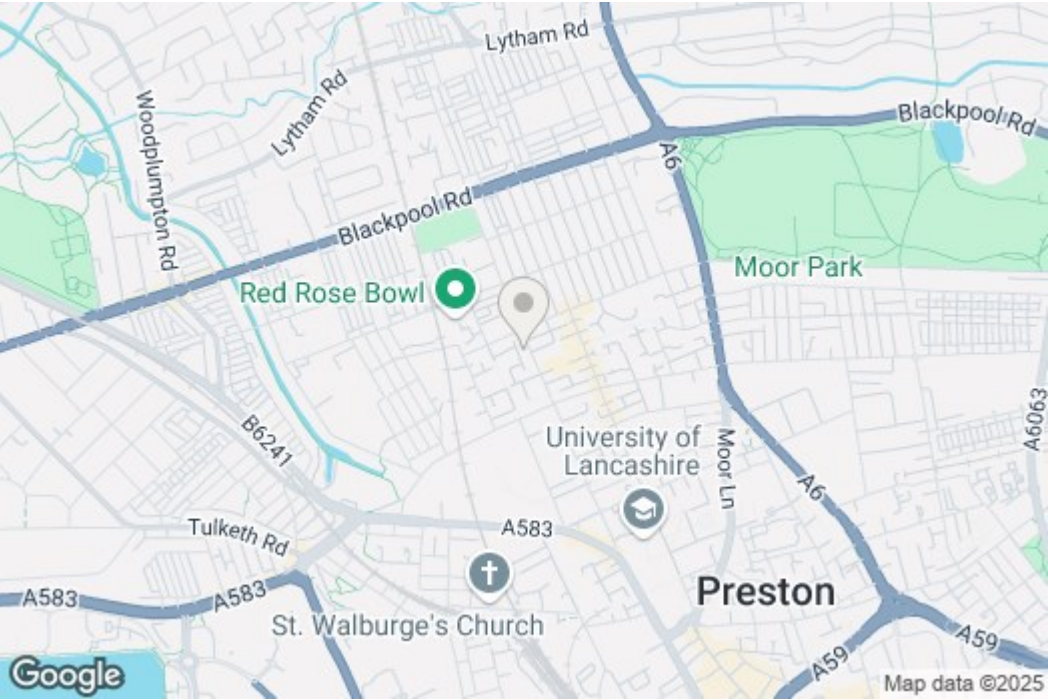 Lytham Rd
Blackpool Rd
Lytham Rd
Woodplumpton Rd
A6
Blackpool Rd
Moor Park
Red Rose Bowl
A6063
B6241
University of
Lancashire
Moor Ln
A6
Tulketh Rd
A583
A583
A583
Preston
St. Walburge's Church
A59
A59
Google
Map data ©2025